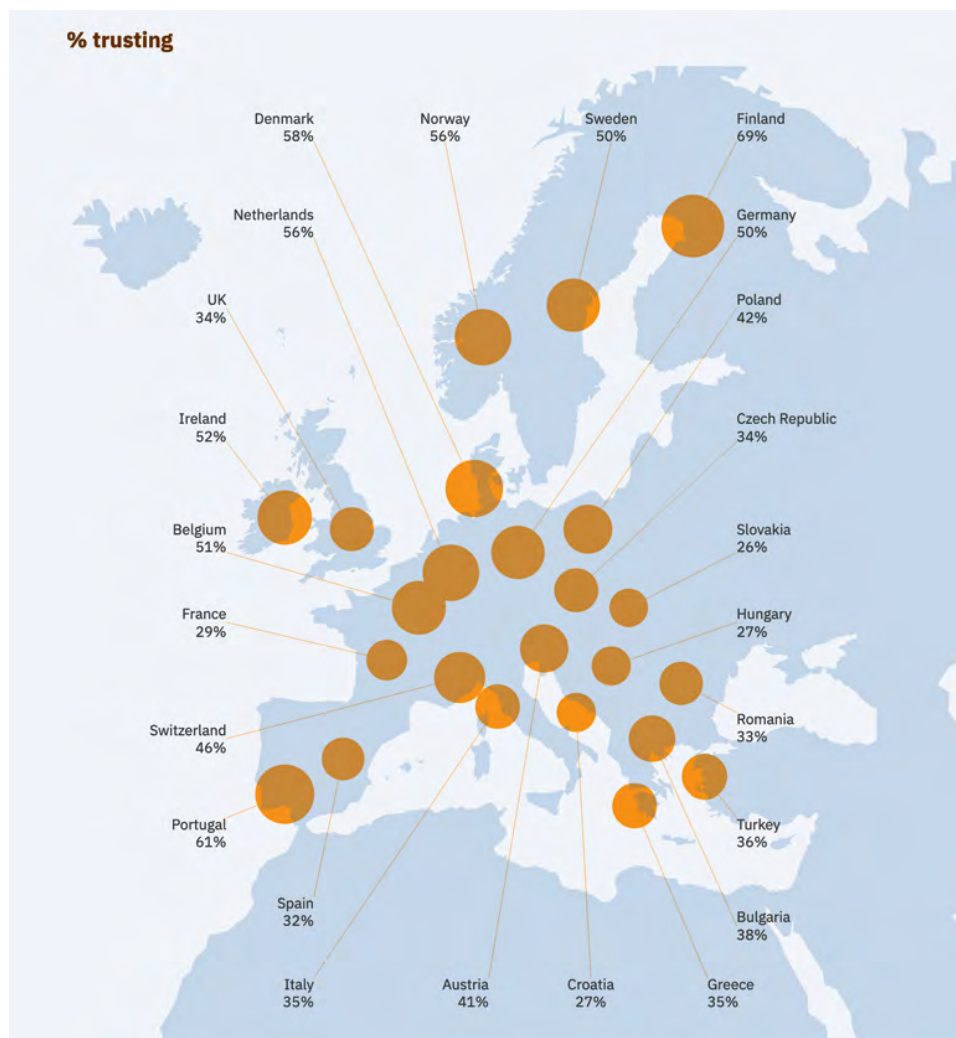 % trusting
Denmark
58%
Norway
56%
Sweden
50%
Finland
69%
Netherlands
56%
Germany
50%
UK
34%
Poland
42%
Ireland
52%
Czech Republic
34%
Belgium
51%
Slovakia
26%
France
29%
Hungary
27%
Switzerland
46%
Romania
33%
Portugal
61%
Turkey
36%
Spain
32%
Bulgaria
38%
Italy
35%
Austria
41%
Croatia
27%
Greece
35%